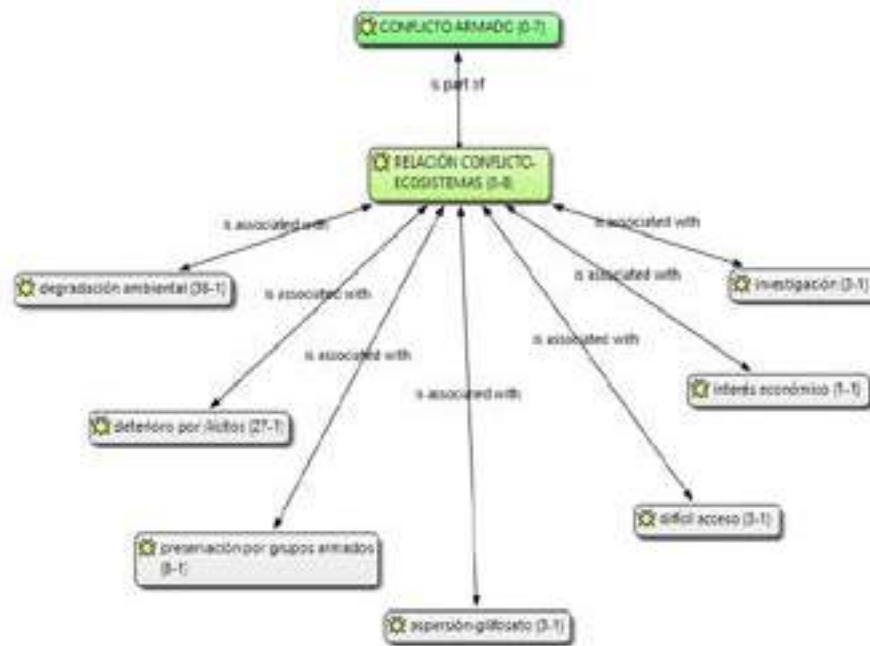 CONFLICTO ARMADO (0-7)
is part of
RELACIÓN CONFLICTO-
ECOSISTEMAS (0-8)
is associated with
is associated with
degradación ambiental (36-1)
is associated with
is associated with
investigación (3-1)
is associated with
is associated with
is associated with
interés económico (1-1)
deterioro por ilícitos (27-1)
difícil acceso (3-1)
preservación por grupos armados
(8-1)
aspersión-glifosato (3-1)